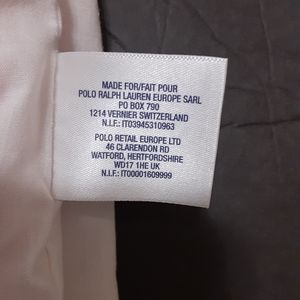 MADE FOR/FAIT POUR
POLO RALPH LAUREN EUROPE SARL
PO BOX 790
1214 VERNIER SWITZERLAND
N.I.F.: IT03945310963
POLO RETAIL EUROPE LTD
46 CLARENDON RD
WATFORD, HERTFORDSHIRE
WD17 1HE UK
N.I.F.: IT00001609999